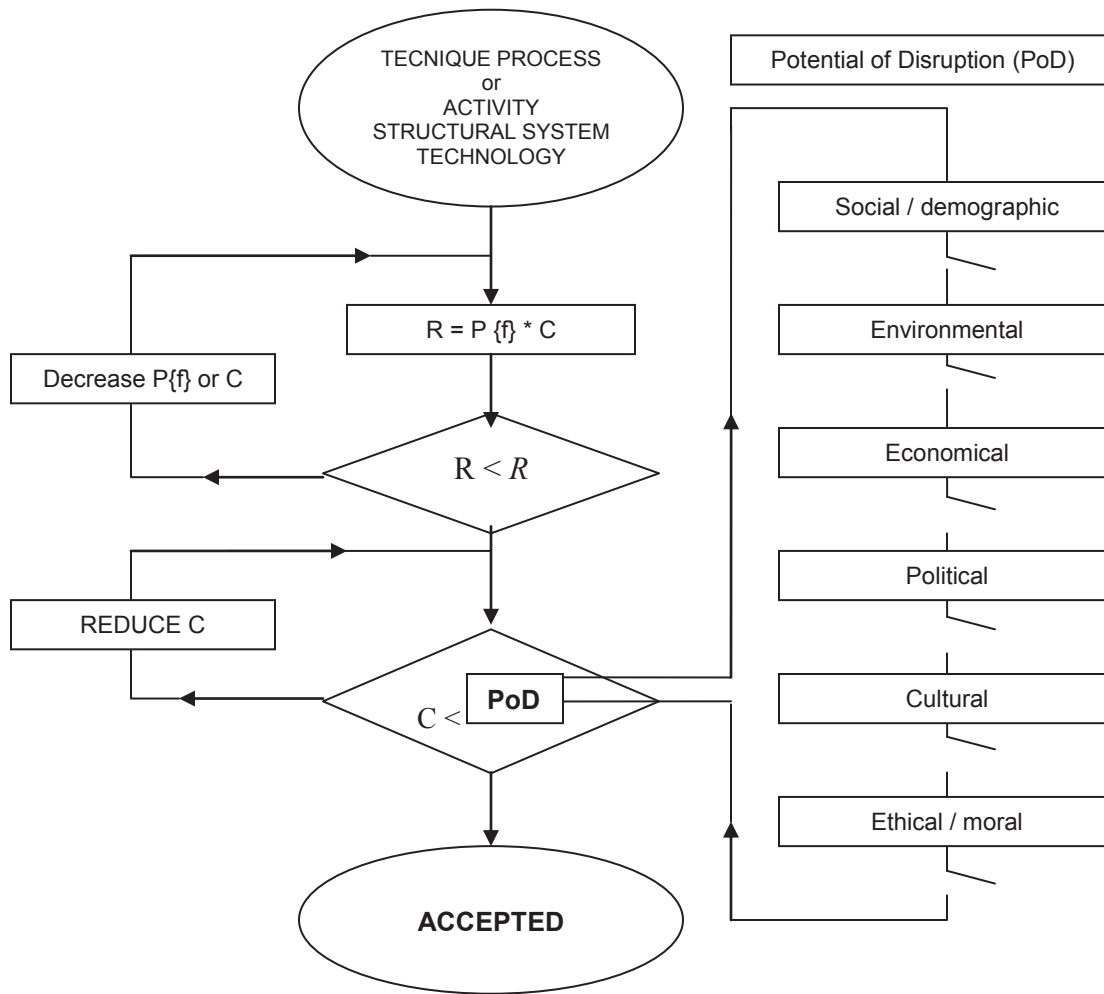 TECNIQUE PROCESS
or
ACTIVITY
STRUCTURAL SYSTEM
TECHNOLOGY
R = P {f} * C
Decrease P{f} or C
R < R
REDUCE C
C <
PoD
ACCEPTED
Potential of Disruption (PoD)
Social / demographic
Environmental
Economical
Political
Cultural
Ethical / moral